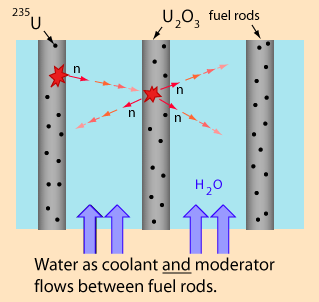 ²³⁵U
U₂O₃ fuel rods
n
n
n
n
H₂O
Water as coolant and moderator
flows between fuel rods.